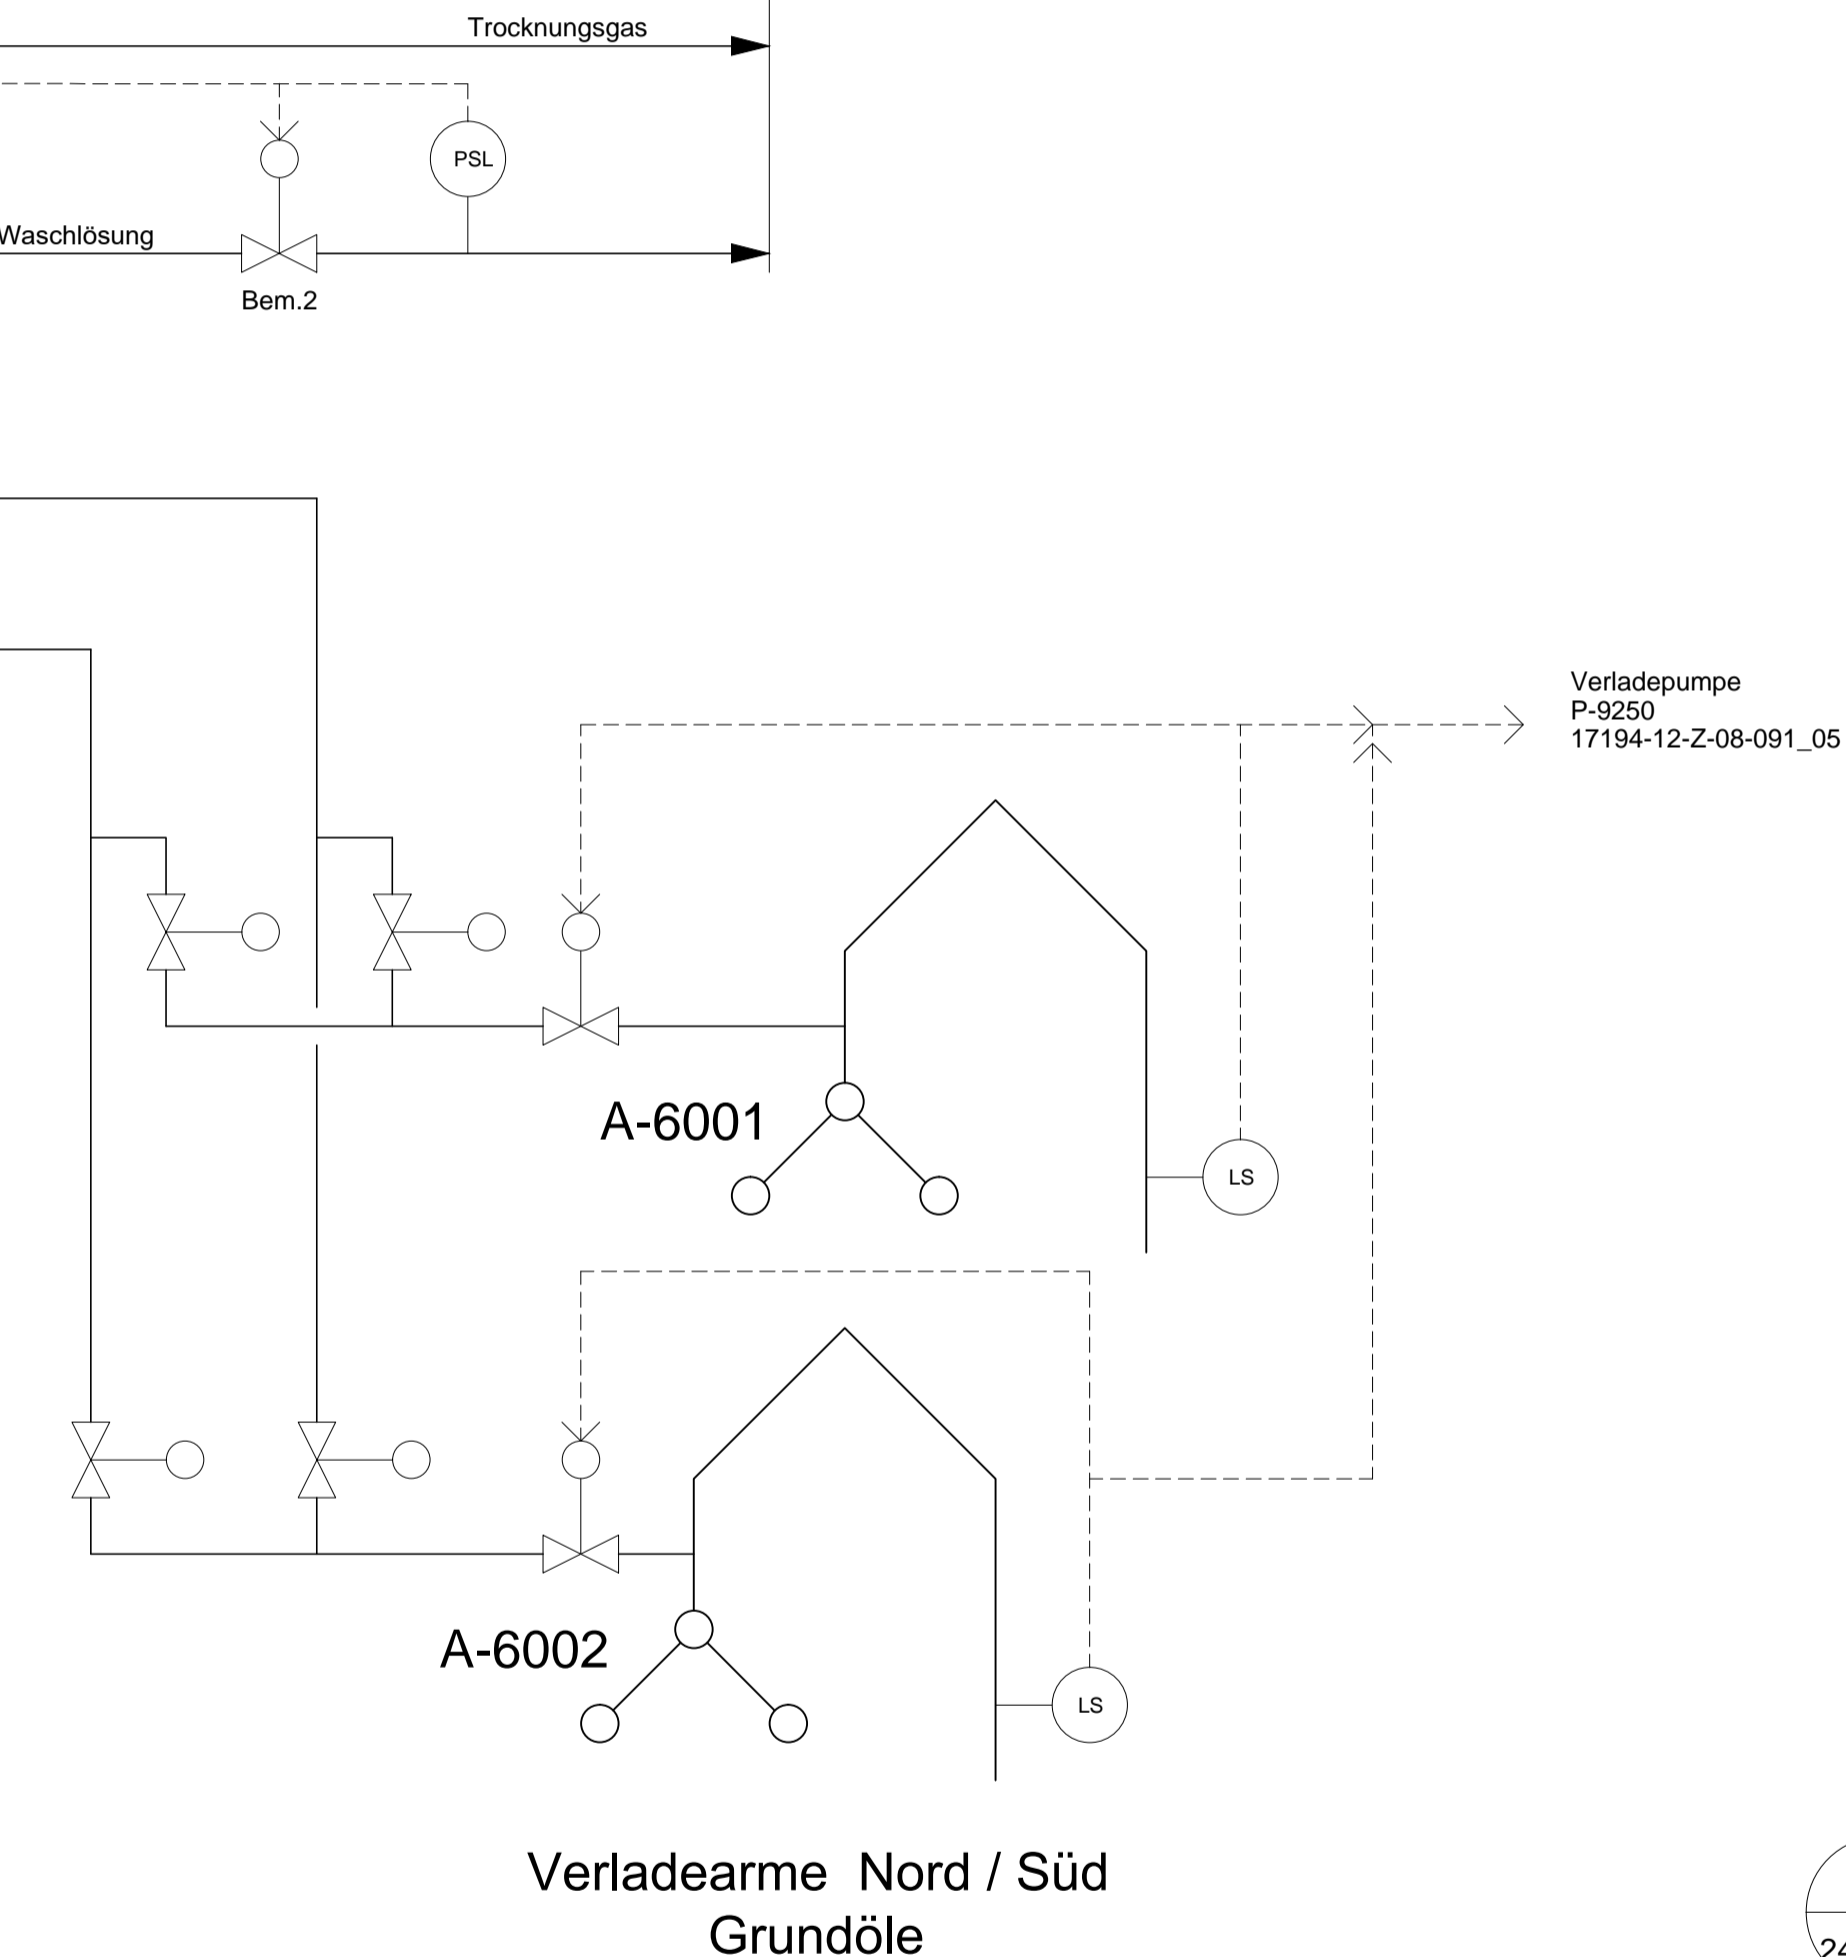 Trocknungsgas
PSL
Waschlösung
Bem.2
Verladepumpe
P-9250
17194-12-Z-08-091_05
A-6001
LS
A-6002
LS
Verladearme Nord / Süd
Grundöle